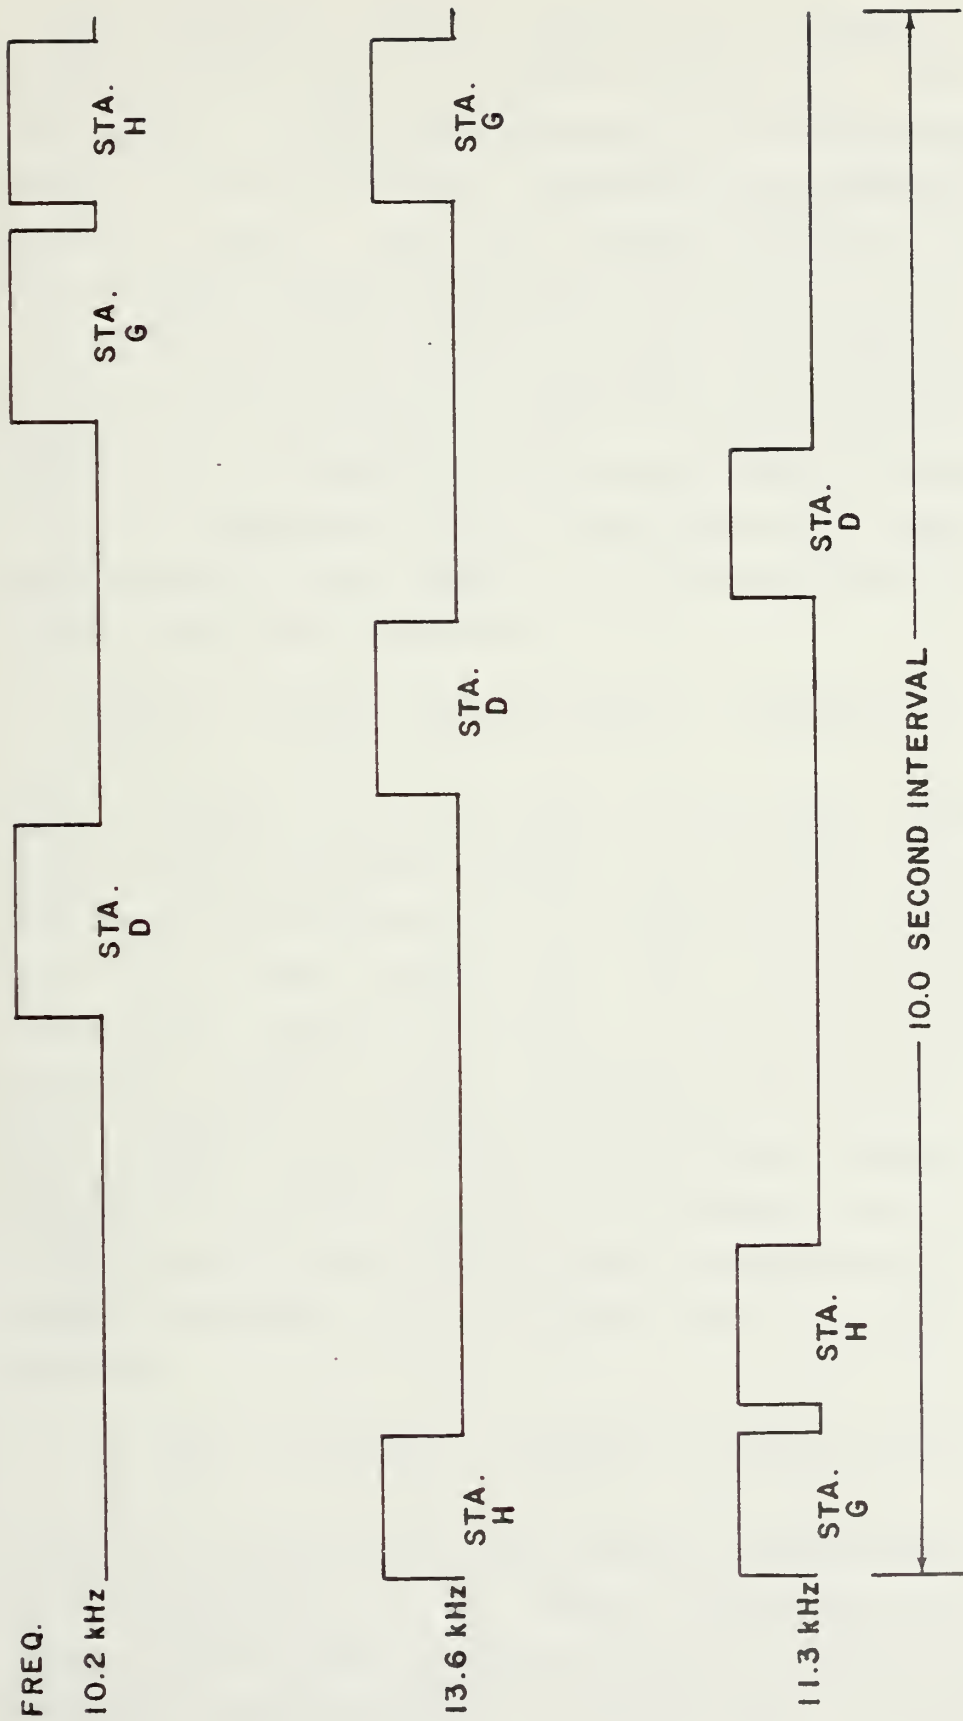 FREQ.
10.2 kHz
STA.
D
STA.
G
STA.
H
13.6 kHz
STA.
H
STA.
D
STA.
G
11.3 kHz
STA.
G
STA.
H
STA.
D
10.0 SECOND INTERVAL